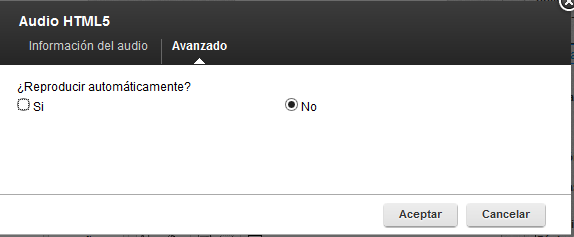 Audio HTML5
Información del audio Avanzado
¿Reproducir automáticamente?
Si No
Aceptar Cancelar